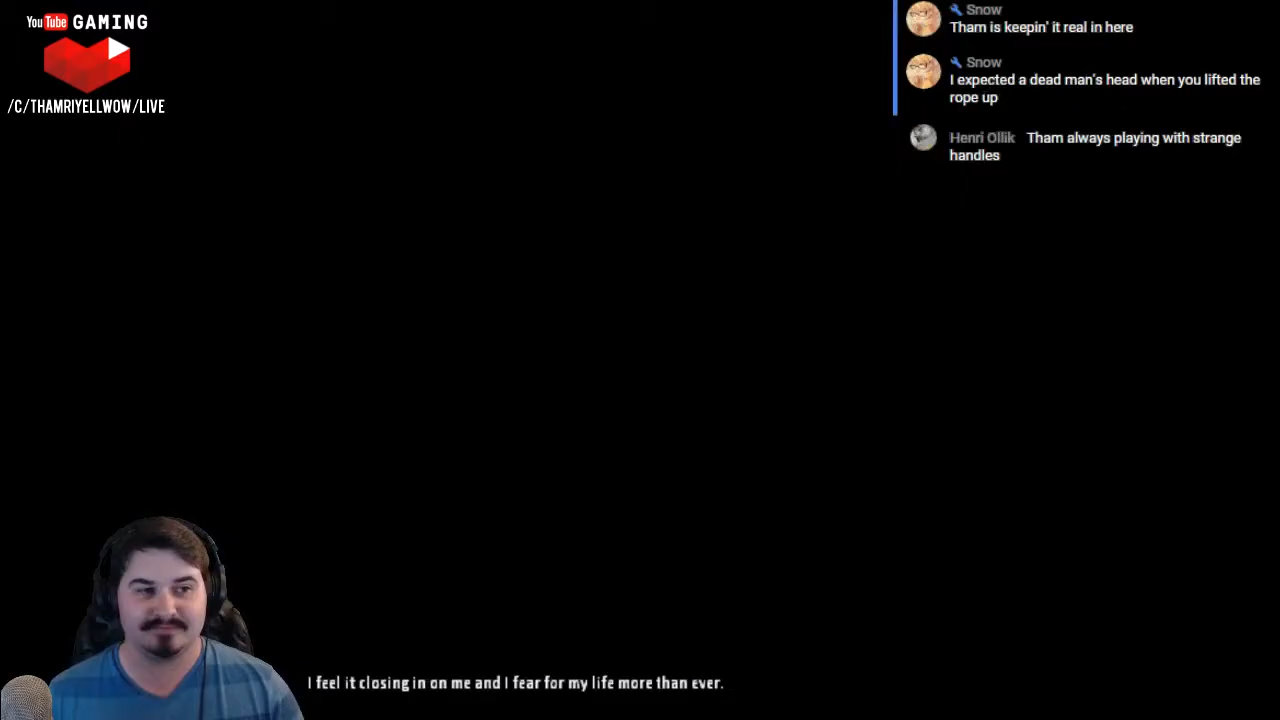 YouTube GAMING
/C/THAMRIYELLWOW/LIVE
Snow
Tham is keepin' it real in here
Snow
I expected a dead man's head when you lifted the
rope up
Henri Ollik Tham always playing with strange
handles
I feel it closing in on me and I fear for my life more than ever.